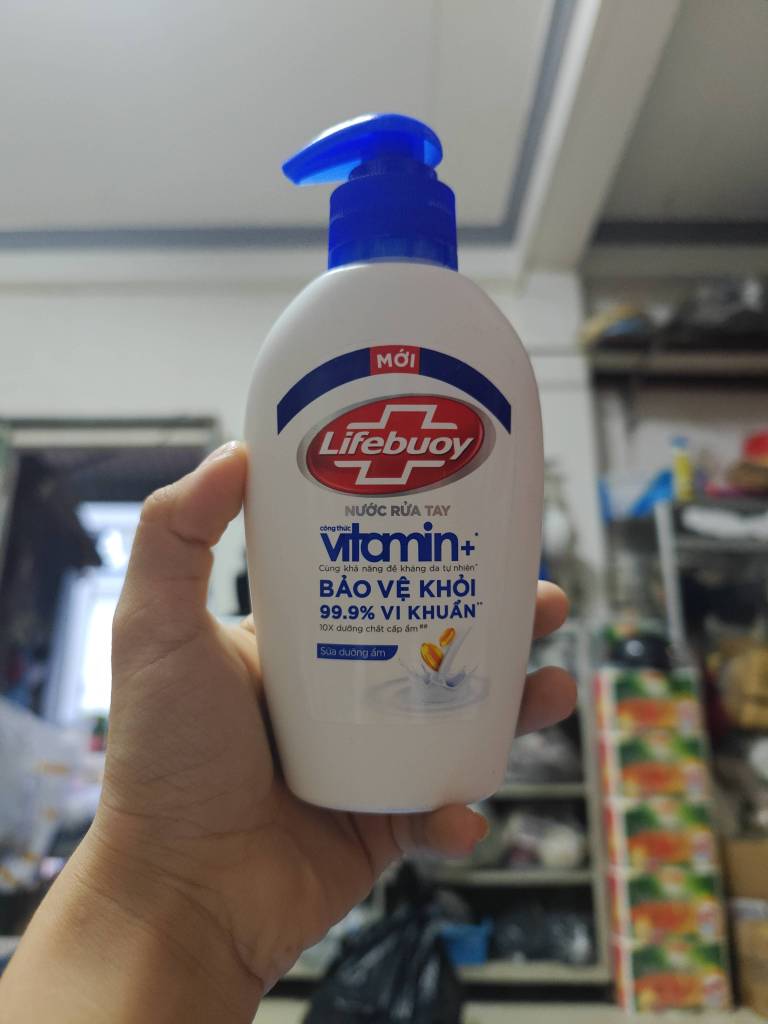 MỚI
Lifebuoy
NƯỚC RỬA TAY
công thức
vitamin+*
Cùng khả năng đề kháng da tự nhiên*
BẢO VỆ KHỎI
99.9% VI KHUẨN**
10X dưỡng chất cấp ẩm##
Sữa dưỡng ẩm